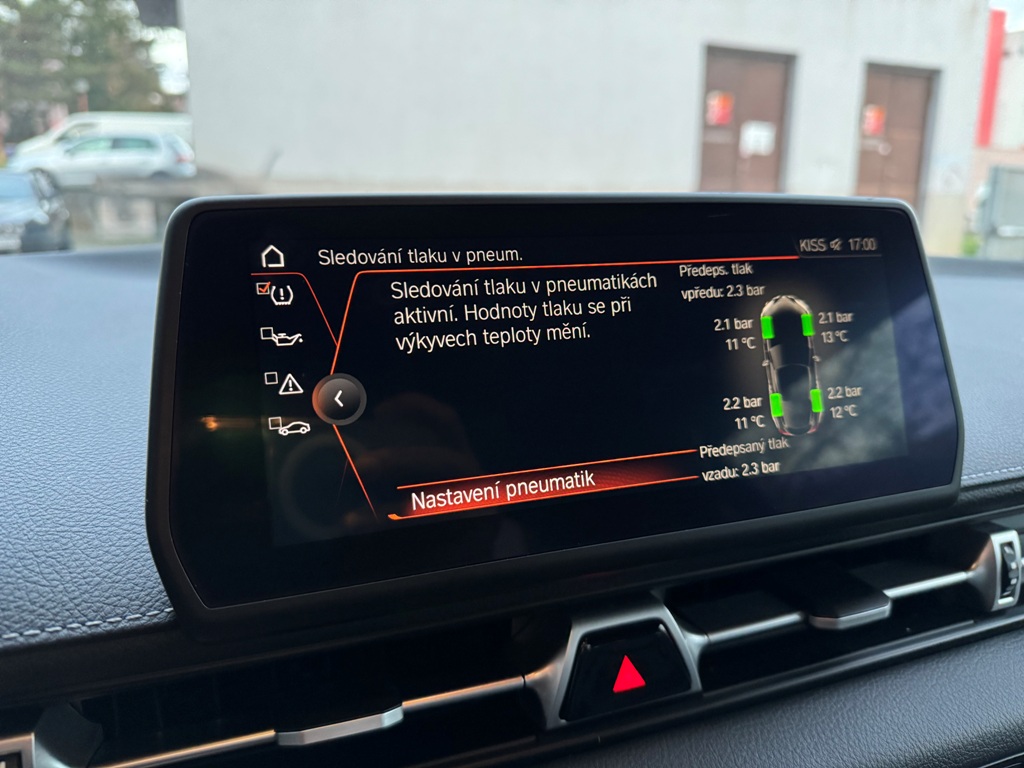 Sledování tlaku v pneum.
KISS 17:00
Sledování tlaku v pneumatikách
aktivní. Hodnoty tlaku se při
výkyvech teploty mění.
Předeps. tlak
vpředu: 2.3 bar
2.1 bar
11 °C
2.1 bar
13 °C
2.2 bar
11 °C
2.2 bar
12 °C
Předepsaný tlak
vzadu: 2.3 bar
Nastavení pneumatik